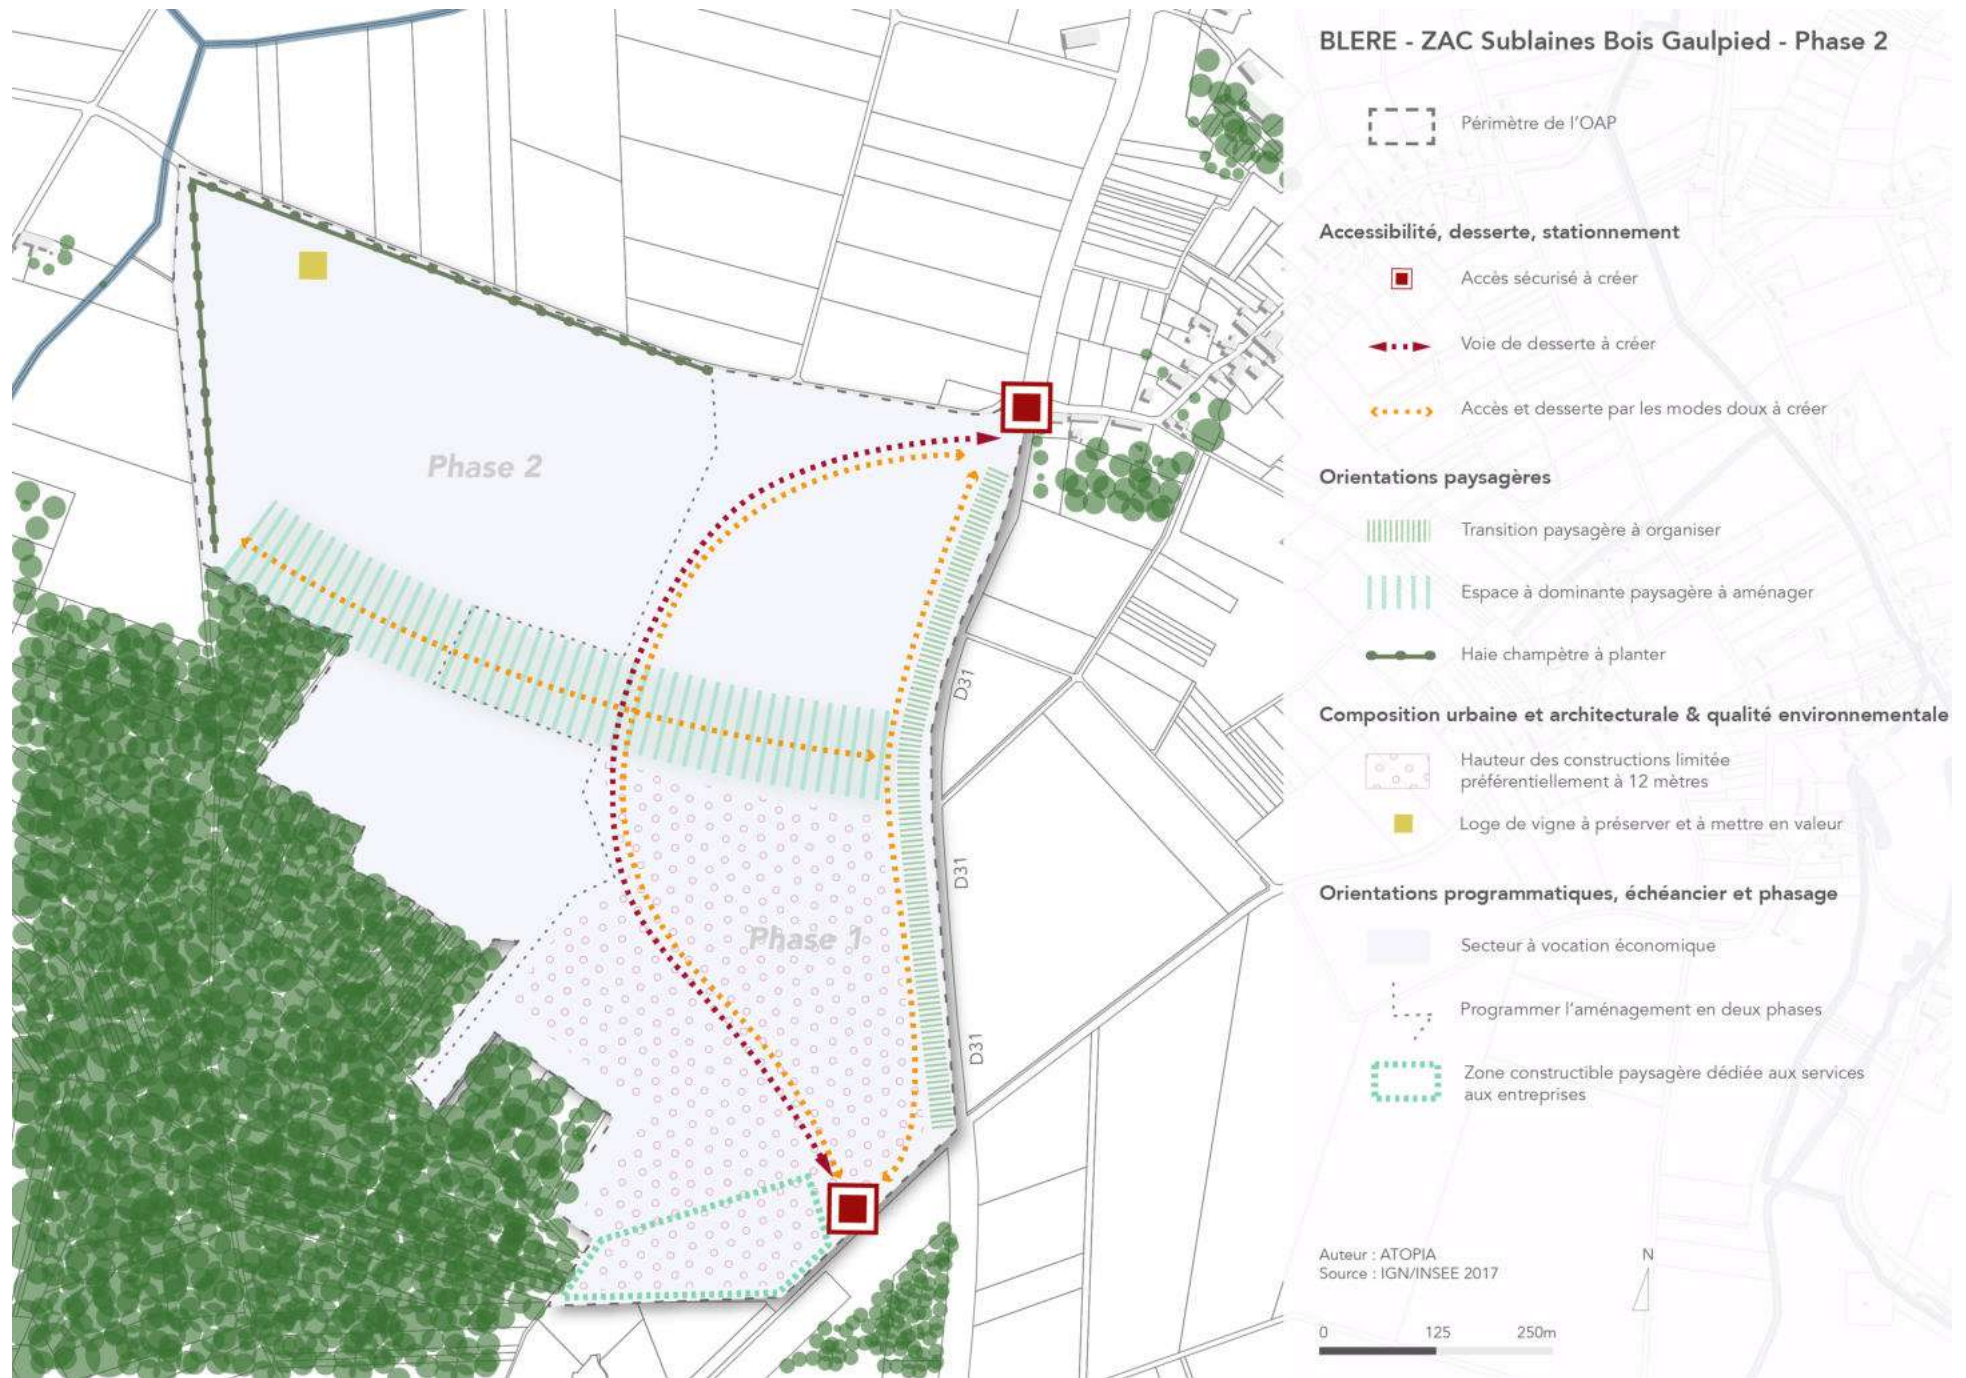 BLERE - ZAC Sublaines Bois Gaulpied - Phase 2
Périmètre de l'OAP
Accessibilité, desserte, stationnement
Accès sécurisé à créer
Voie de desserte à créer
Accès et desserte par les modes doux à créer
Orientations paysagères
Transition paysagère à organiser
Espace à dominante paysagère à aménager
Haie champètre à planter
Composition urbaine et architecturale & qualité environnementale
Hauteur des constructions limitée
préférentiellement à 12 mètres
Loge de vigne à préserver et à mettre en valeur
Orientations programmatiques, échéancier et phasage
Secteur à vocation économique
Programmer l'aménagement en deux phases
Zone constructible paysagère dédiée aux services
aux entreprises
Auteur : ATOPIA
Source : IGN/INSEE 2017
N
0 125 250m
Phase 2
Phase 1
D31
D31
D31